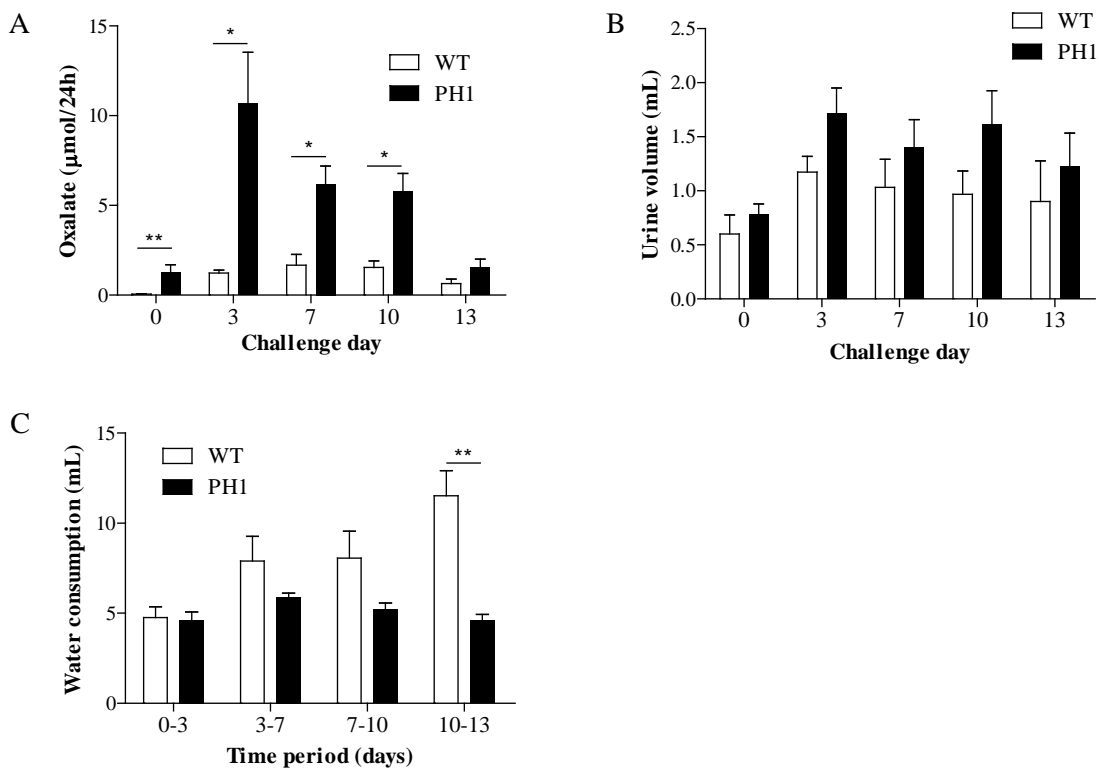 A
Oxalate (µmol/24h)
15
10
5
0
*
*
*
**
WT
PH1
0 3 7 10 13
Challenge day
B
Urine volume (mL)
2.5
2.0
1.5
1.0
0.5
0.0
WT
PH1
0 3 7 10 13
Challenge day
C
Water consumption (mL)
15
10
5
0
WT
PH1
**
0-3 3-7 7-10 10-13
Time period (days)